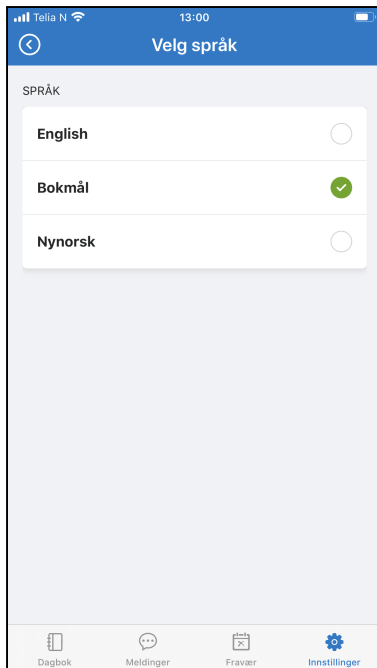 Telia N 13:00
Velg språk
SPRÅK
English
Bokmål
Nynorsk
Dagbok Meldinger Fravær Innstillinger